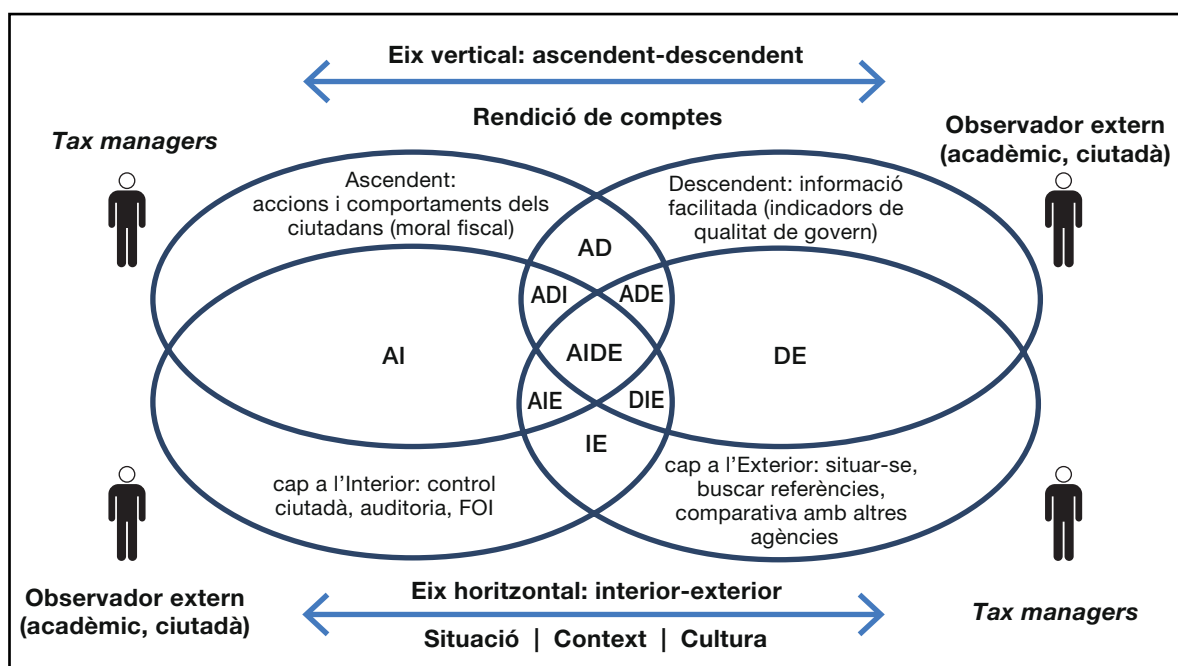 Eix vertical: ascendent-descendent
Rendició de comptes
Tax managers
Observador extern
(acadèmic, ciutadà)
Ascendent:
accions i comportaments dels
ciutadans (moral fiscal)
Descendent: informació
facilitada (indicadors de
qualitat de govern)
AD
ADI
ADE
AI
AIDE
DE
AIE
DIE
IE
cap a l’Interior: control
ciutadà, auditoria, FOI
cap a l’Exterior: situar-se,
buscar referències,
comparativa amb altres
agències
Observador extern
(acadèmic, ciutadà)
Tax managers
Eix horitzontal: interior-exterior
Situació | Context | Cultura